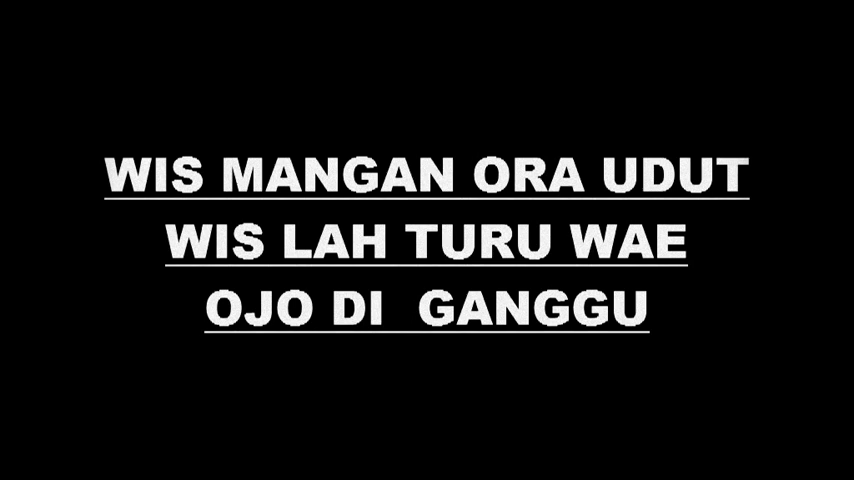 WIS MANGAN ORA UDUT
WIS LAH TURU WAE
OJO DI  GANGGU